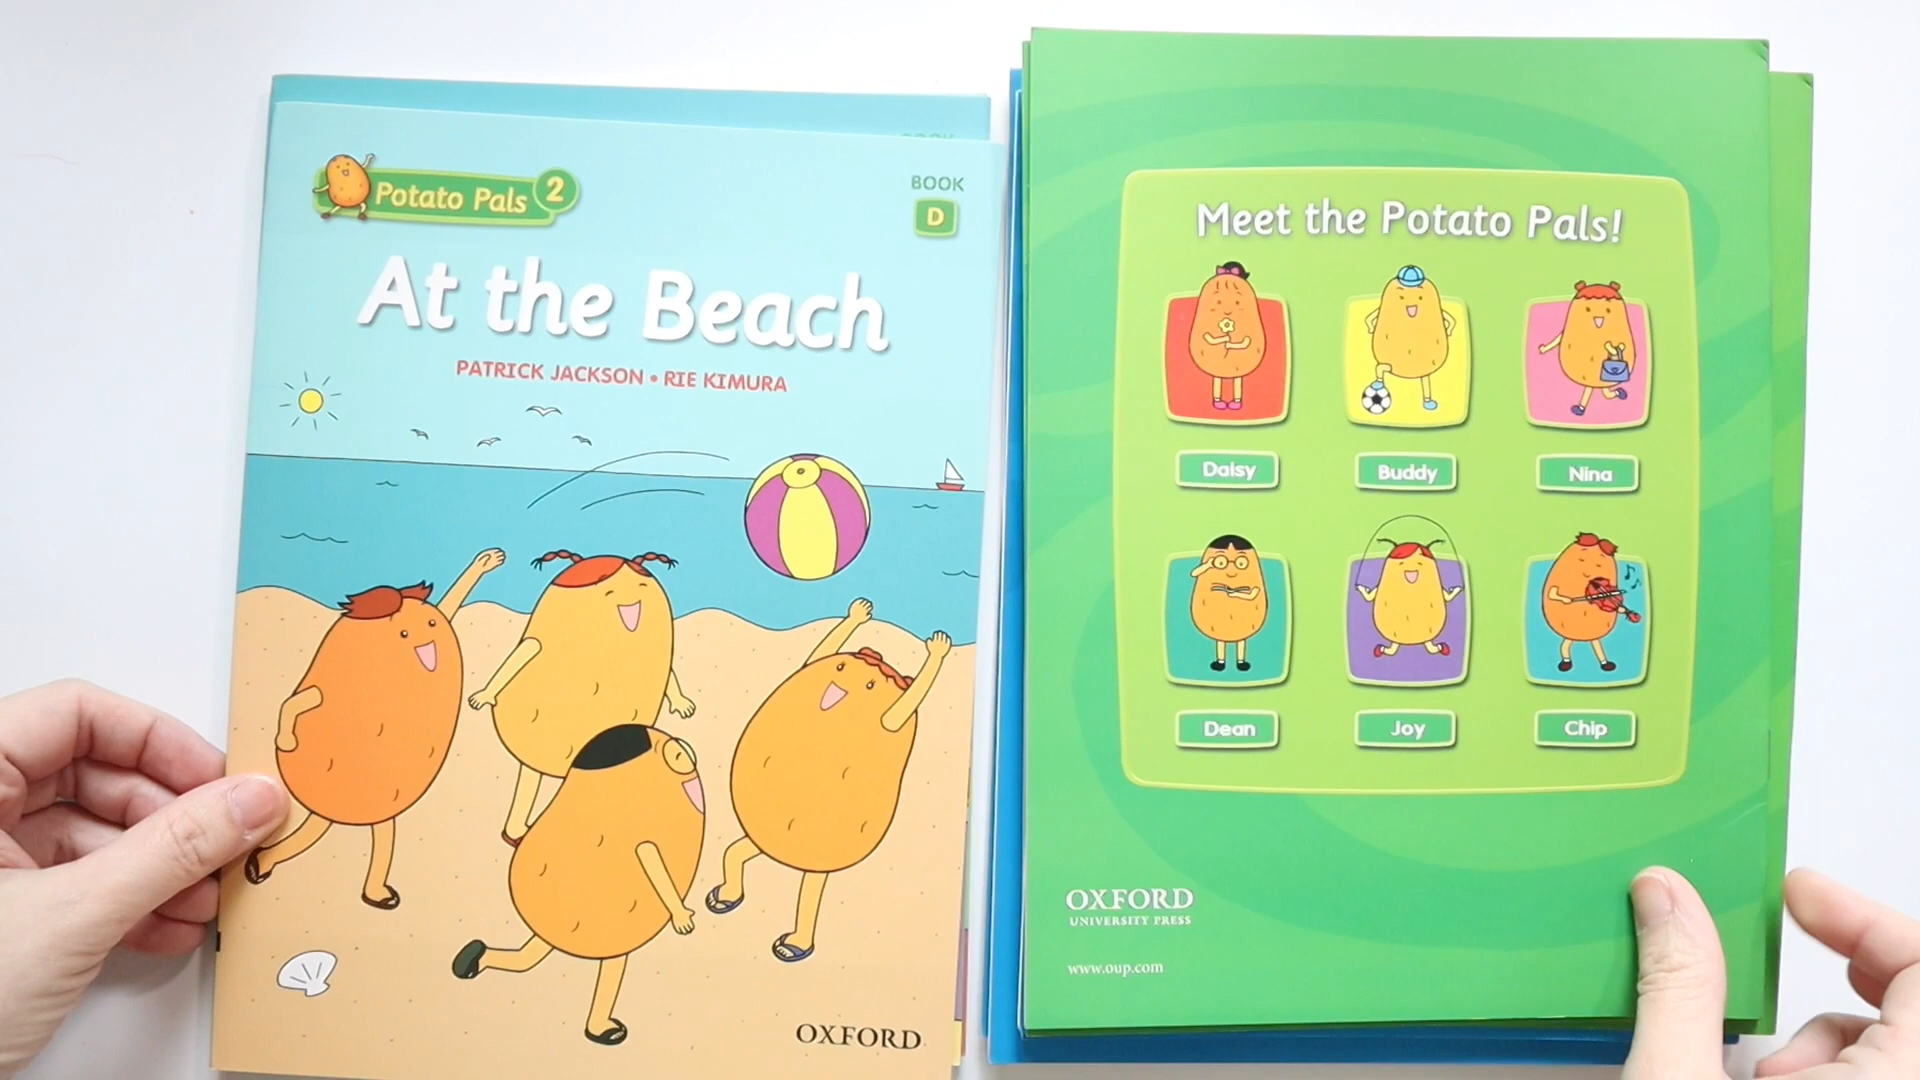 BOOK
Potato Pals 2
BOOK
D
At the Beach
PATRICK JACKSON • RIE KIMURA
OXFORD
Meet the Potato Pals!
Daisy
Buddy
Nina
Dean
Joy
Chip
OXFORD
UNIVERSITY PRESS
www.oup.com